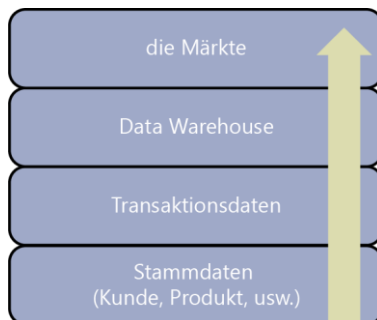 die Märkte
Data Warehouse
Transaktionsdaten
Stammdaten
(Kunde, Produkt, usw.)